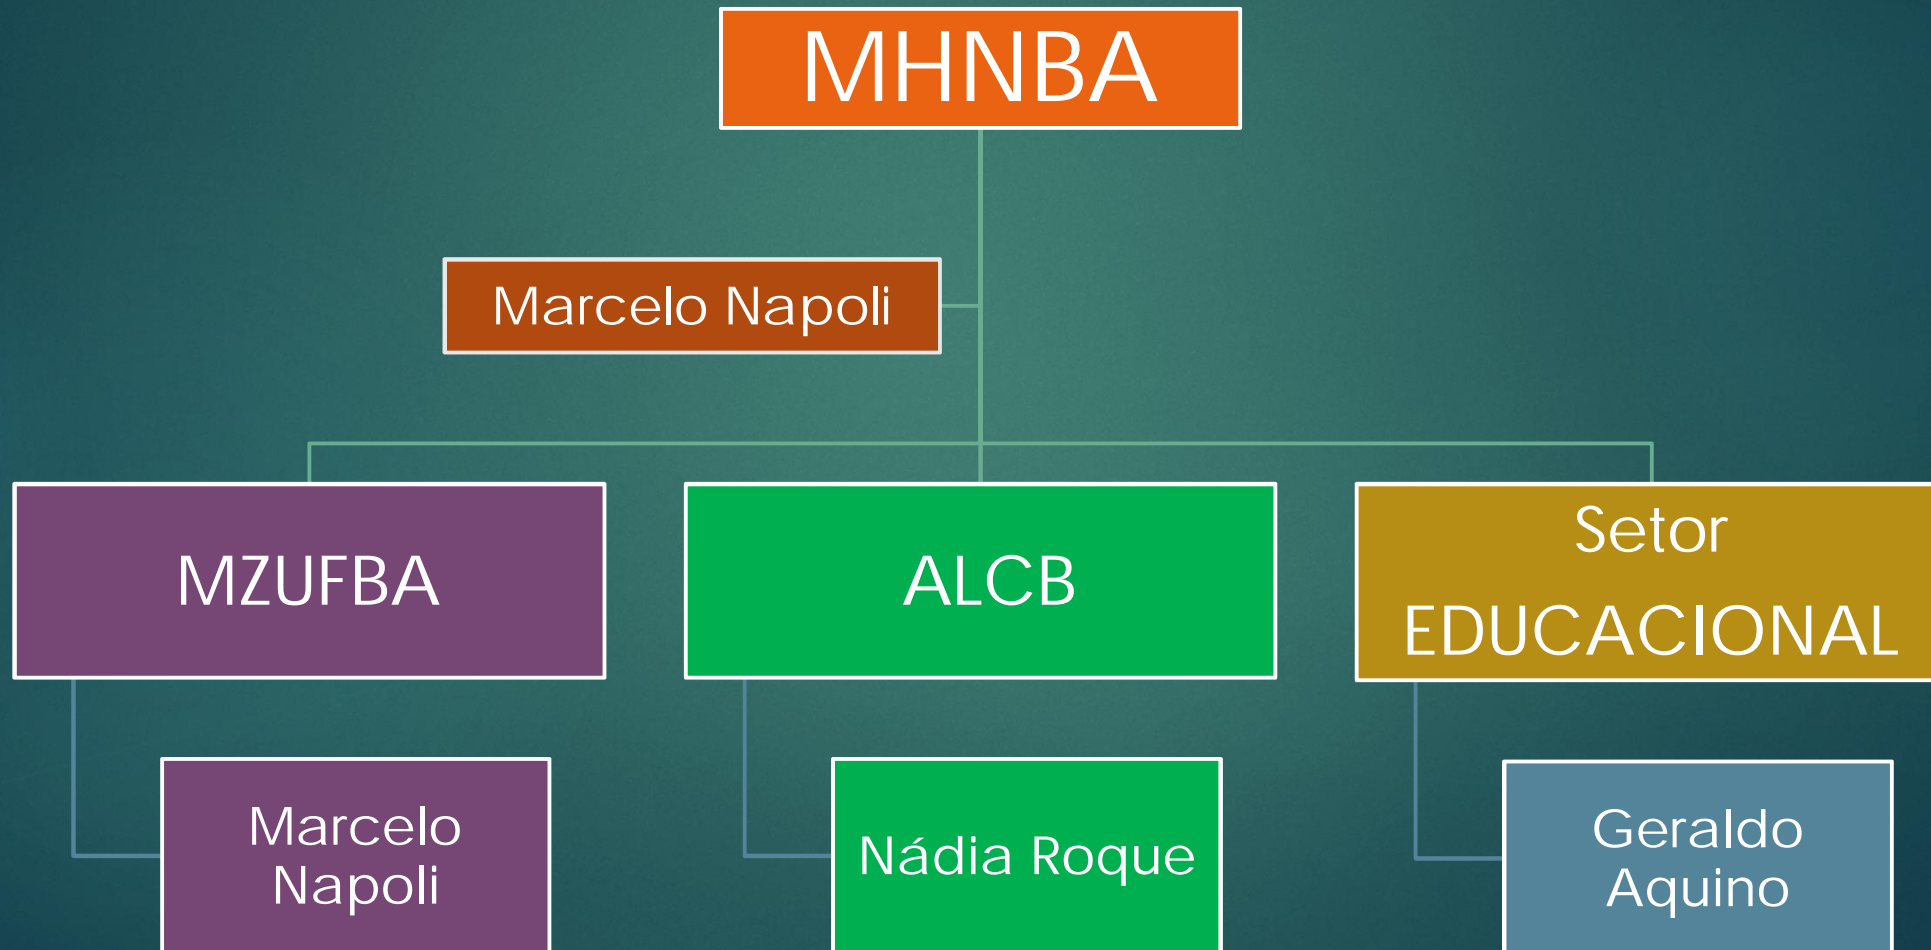 MHNBA
Marcelo Napoli
MZUFBA
ALCB
Setor
EDUCACIONAL
Marcelo
Napoli
Nádia Roque
Geraldo
Aquino